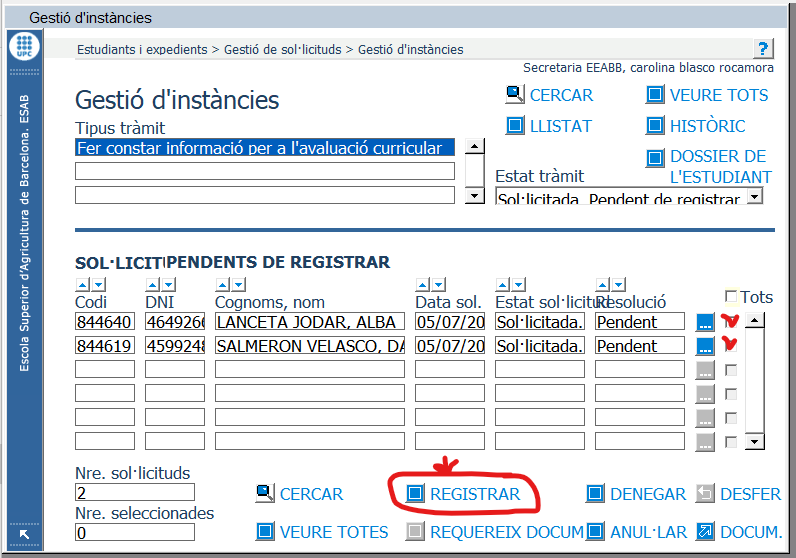 Gestió d'instàncies
UPC
Estudiants i expedients > Gestió de sol·licituds > Gestió d'instàncies
?
Secretaria EEABB, carolina blasco rocamora
Gestió d'instàncies
CERCAR
VEURE TOTS
LLISTAT
HISTÒRIC
DOSSIER DE
L'ESTUDIANT
Tipus tràmit
Fer constar informació per a l'avaluació curricular
Estat tràmit
Sol·licitada. Pendent de registrar
Escola Superior d'Agricultura de Barcelona. ESAB
SOL·LICIT PENDENTS DE REGISTRAR
Codi DNI Cognoms, nom Data sol. Estat sol·licitud Resolució Tots
844640 4649266 LANCETA JODAR, ALBA 05/07/20 Sol·licitada. Pendent ...
844619 4599248 SALMERON VELASCO, DA 05/07/20 Sol·licitada. Pendent ...
...
...
...
...
Nre. sol·licituds
2
CERCAR REGISTRAR DENEGAR DESFER
Nre. seleccionades
0
VEURE TOTES REQUEREIX DOCUM ANUL·LAR DOCUM.